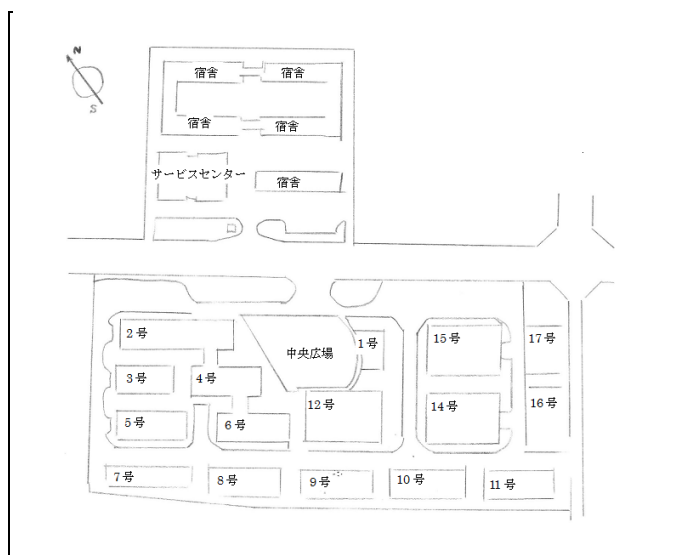 N
S
宿舎
宿舎
宿舎
宿舎
サービスセンター
宿舎
2号
中央広場
1号
15号
17号
3号
4号
12号
14号
16号
5号
6号
7号
8号
9号
10号
11号